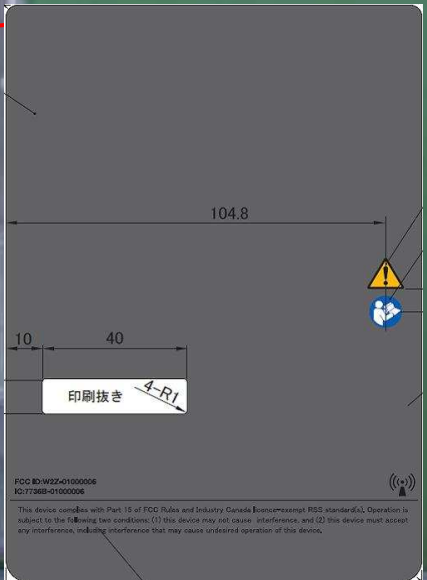 104.8
10
40
印刷抜き
4-R1
FCC ID:W2Z-01000006
IC:7736B-01000006
This device complies with Part 15 of FCC Rules and Industry Canada licence-exempt RSS standard(s). Operation is
subject to the following two conditions: (1) this device may not cause interference, and (2) this device must accept
any interference, including interference that may cause undesired operation of this device.